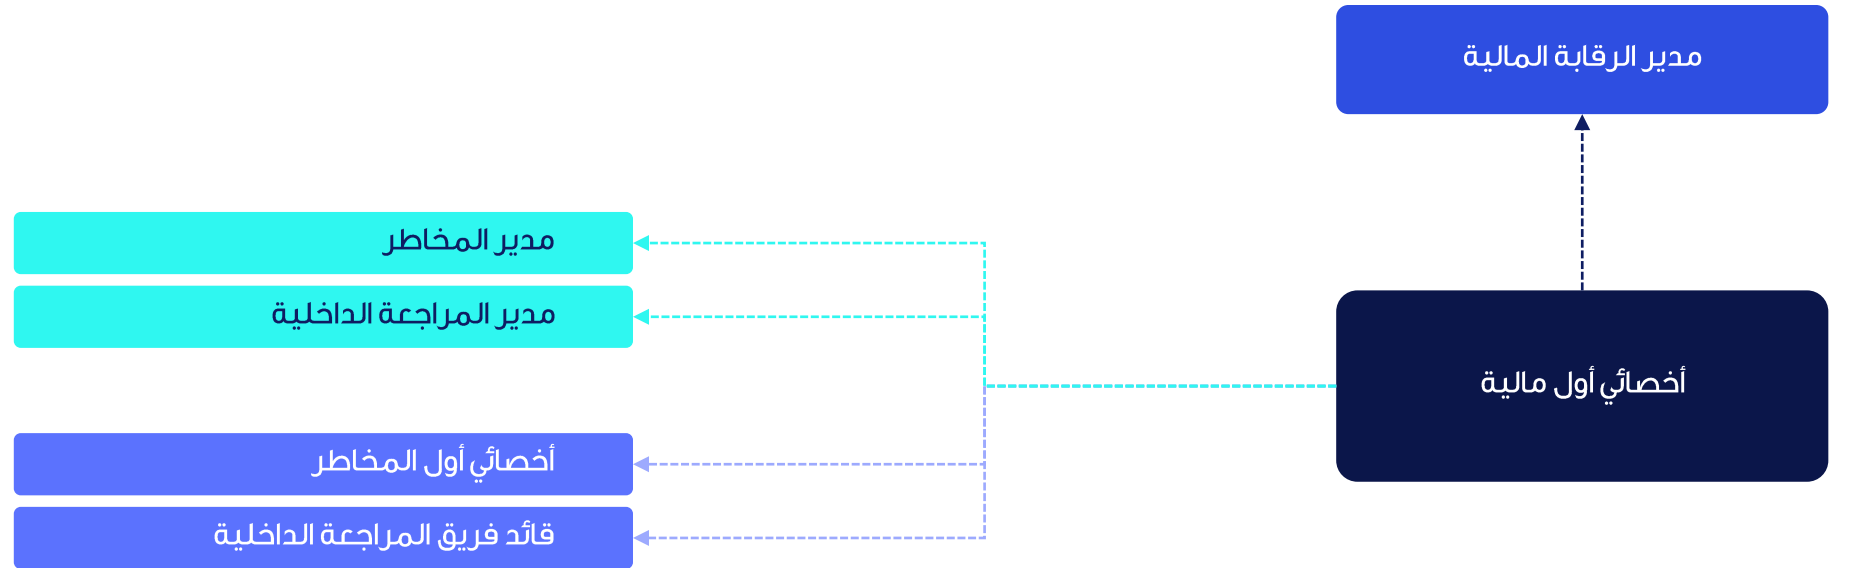 مدير الرقابة المالية
مدير المخاطر
مدير المراجعة الداخلية
أخصائي أول مالية
أخصائي أول المخاطر
قائد فريق المراجعة الداخلية